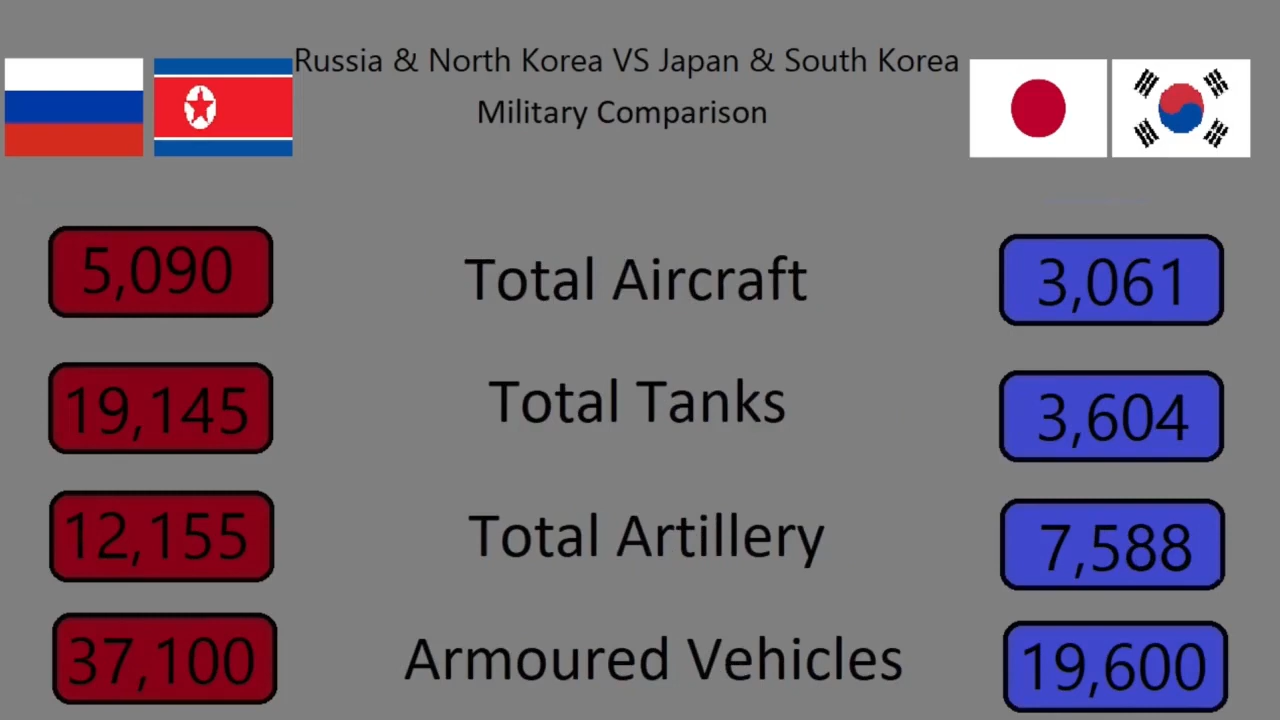 Russia & North Korea VS Japan & South Korea
Military Comparison
5,090 Total Aircraft 3,061
19,145 Total Tanks 3,604
12,155 Total Artillery 7,588
37,100 Armoured Vehicles 19,600